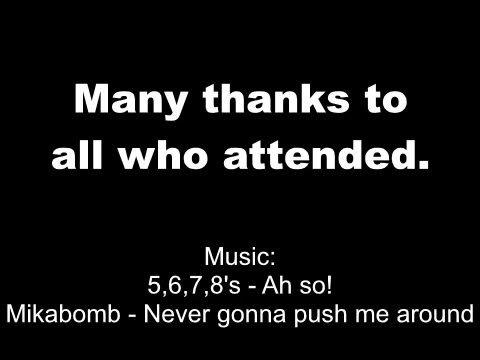 Many thanks to
all who attended.
Music:
5,6,7,8's - Ah so!
Mikabomb - Never gonna push me around